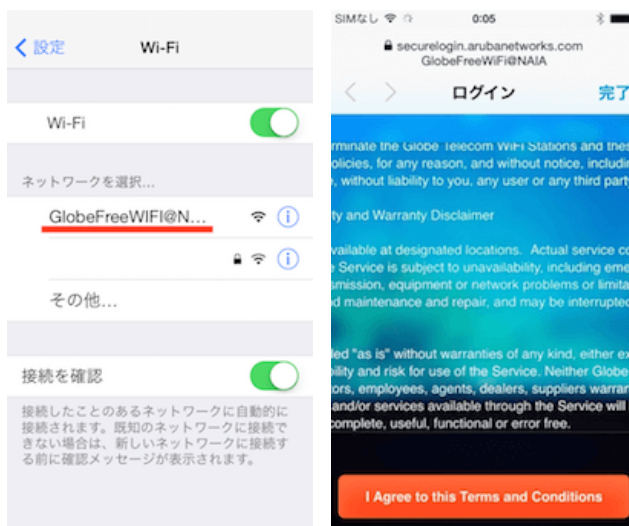 設定
Wi-Fi
Wi-Fi
ネットワークを選択...
GlobeFreeWIFI@N...
その他...
接続を確認
接続したことのあるネットワークに自動的に
接続されます。既知のネットワークに接続で
きない場合は、新しいネットワークに接続す
る前に確認メッセージが表示されます。
SIMなし 0:05
securelogin.arubanetworks.com
GlobeFreeWiFi@NAIA
ログイン 完了
rminate the Globe Telecom WiFi Stations and thes
olicies, for any reason, and without notice, includin
, without liability to you, any user or any third party
ty and Warranty Disclaimer
vailable at designated locations. Actual service co
e Service is subject to unavailability, including eme
smission, equipment or network problems or limita
d maintenance and repair, and may be interrupted
ded "as is" without warranties of any kind, either ex
bility and risk for use of the Service. Neither Globe
ors, employees, agents, dealers, suppliers warran
and/or services available through the Service will
complete, useful, functional or error free.
I Agree to this Terms and Conditions